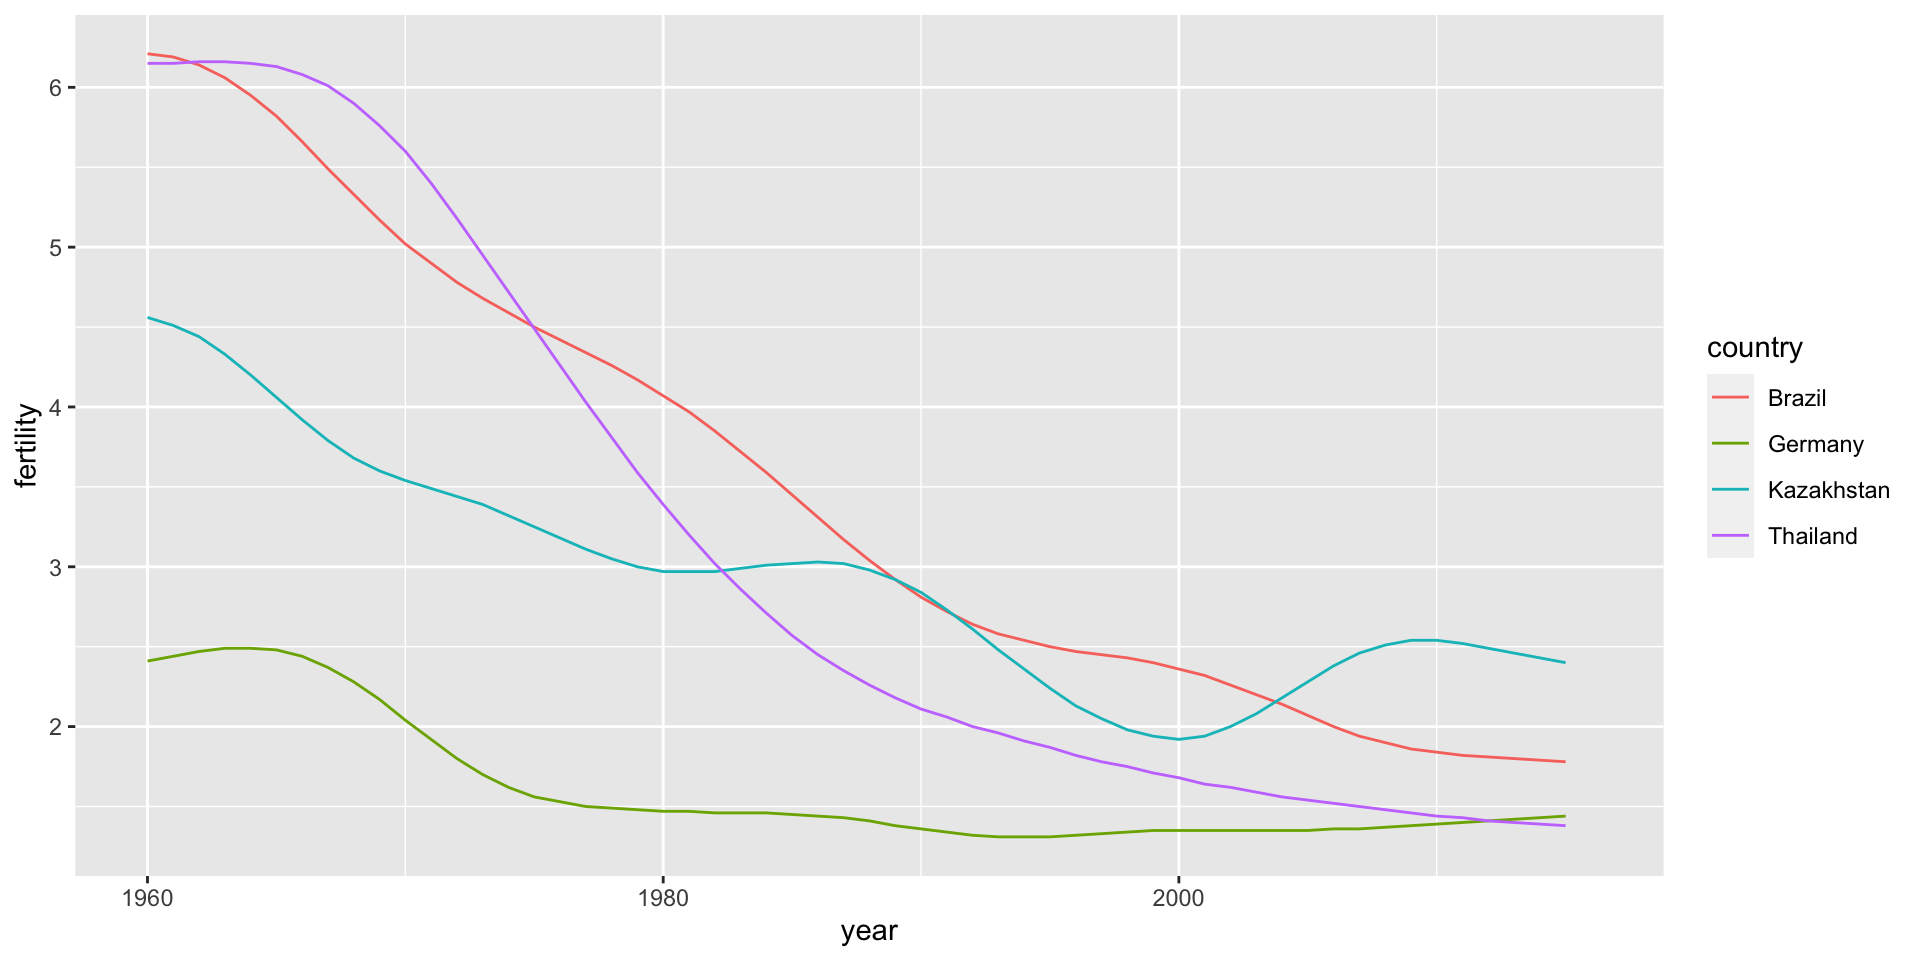 6
5
4
3
2
fertility
1960
1980
2000
year
country
Brazil
Germany
Kazakhstan
Thailand